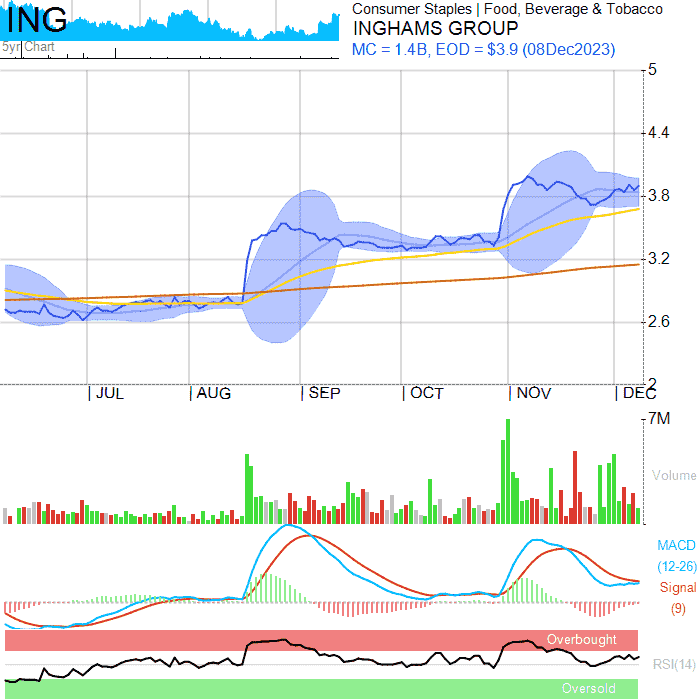 ING
5yr Chart
Consumer Staples | Food, Beverage & Tobacco
INGHAMS GROUP
MC = 1.4B, EOD = $3.9 (08Dec2023)
5
4.4
3.8
3.2
2.6
2
JUL
AUG
SEP
OCT
NOV
DEC
7M
Volume
MACD
(12-26)
Signal
(9)
Overbought
RSI(14)
Oversold